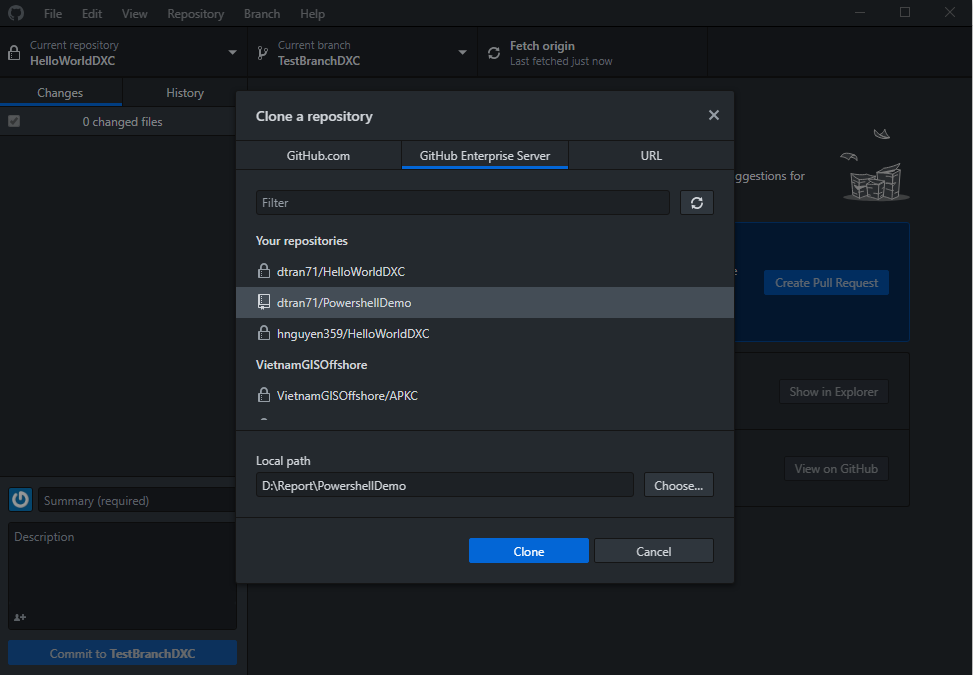 File Edit View Repository Branch Help
Current repository
HelloWorldDXC
Current branch
TestBranchDXC
Fetch origin
Last fetched just now
Changes History
0 changed files
Clone a repository
GitHub.com GitHub Enterprise Server URL
Filter
Your repositories
dtran71/HelloWorldDXC
dtran71/PowershellDemo
hnguyen359/HelloWorldDXC
VietnamGISOffshore
VietnamGISOffshore/APKC
Local path
D:\Report\PowershellDemo
Choose...
Clone Cancel
ggestions for
Create Pull Request
Show in Explorer
View on GitHub
Summary (required)
Description
Commit to TestBranchDXC